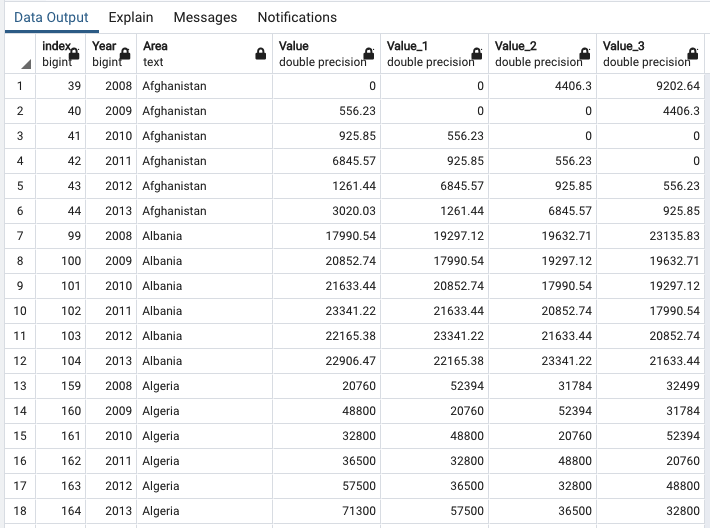 Data Output Explain Messages Notifications
index Year Area Value Value_1 Value_2 Value_3
bigint bigint text double precision double precision double precision double precision
1 39 2008 Afghanistan 0 0 4406.3 9202.64
2 40 2009 Afghanistan 556.23 0 0 4406.3
3 41 2010 Afghanistan 925.85 556.23 0 0
4 42 2011 Afghanistan 6845.57 925.85 556.23 0
5 43 2012 Afghanistan 1261.44 6845.57 925.85 556.23
6 44 2013 Afghanistan 3020.03 1261.44 6845.57 925.85
7 99 2008 Albania 17990.54 19297.12 19632.71 23135.83
8 100 2009 Albania 20852.74 17990.54 19297.12 19632.71
9 101 2010 Albania 21633.44 20852.74 17990.54 19297.12
10 102 2011 Albania 23341.22 21633.44 20852.74 17990.54
11 103 2012 Albania 22165.38 23341.22 21633.44 20852.74
12 104 2013 Albania 22906.47 22165.38 23341.22 21633.44
13 159 2008 Algeria 20760 52394 31784 32499
14 160 2009 Algeria 48800 20760 52394 31784
15 161 2010 Algeria 32800 48800 20760 52394
16 162 2011 Algeria 36500 32800 48800 20760
17 163 2012 Algeria 57500 36500 32800 48800
18 164 2013 Algeria 71300 57500 36500 32800